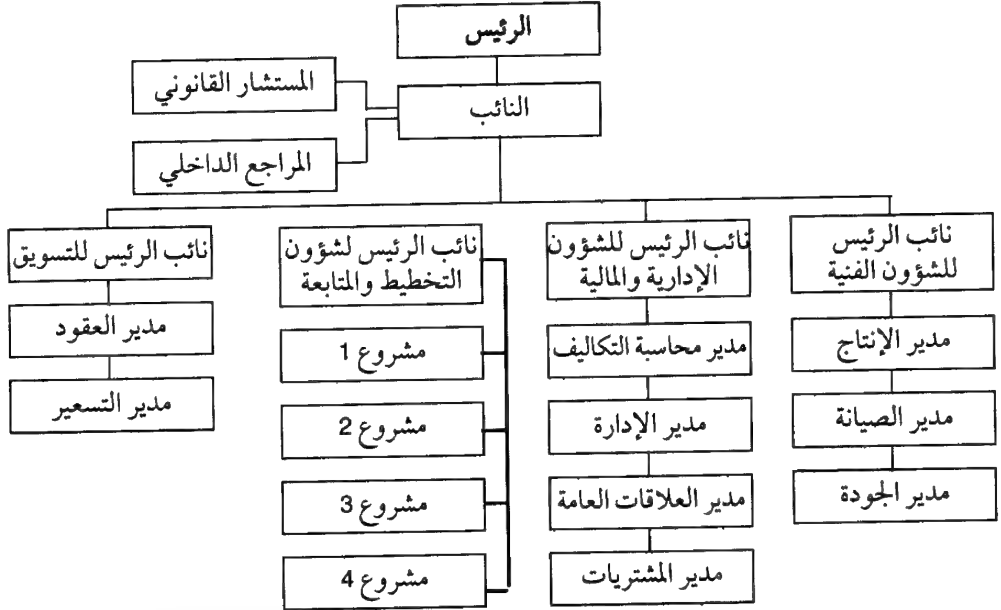 الرئيس
النائب
المستشار القانوني
المراجع الداخلي
نائب الرئيس
للشؤون الفنية
مدير الإنتاج
مدير الصيانة
مدير الجودة
نائب الرئيس للشؤون
الإدارية والمالية
مدير محاسبة التكاليف
مدير الإدارة
مدير العلاقات العامة
مدير المشتريات
نائب الرئيس لشؤون
التخطيط والمتابعة
مشروع 1
مشروع 2
مشروع 3
مشروع 4
نائب الرئيس للتسويق
مدير العقود
مدير التسعير